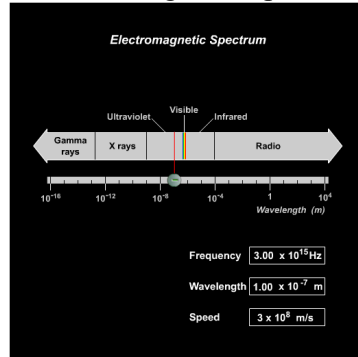 Electromagnetic Spectrum
Visible
Ultraviolet Infrared
Gamma rays X rays Radio
10⁻¹⁶ 10⁻¹² 10⁻⁸ 10⁻⁴ 1 10⁴
Wavelength (m)
Frequency 3.00 x 10¹⁵Hz
Wavelength 1.00 x 10⁻⁷ m
Speed 3 x 10⁸ m/s